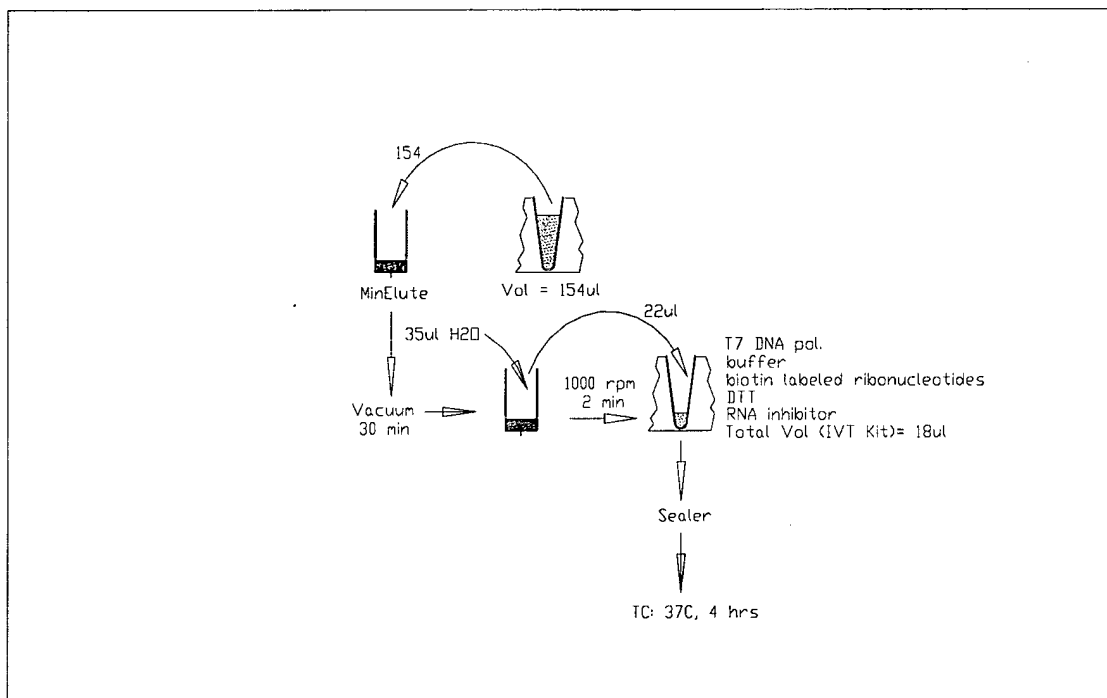 154
MinElute
Vol = 154ul
35ul H2O
22ul
Vacuum
30 min
1000 rpm
2 min
T7 DNA pol.
buffer
biotin labeled ribonucleotides
DTT
RNA inhibitor
Total Vol (IVT Kit)= 18ul
Sealer
TC: 37C, 4 hrs